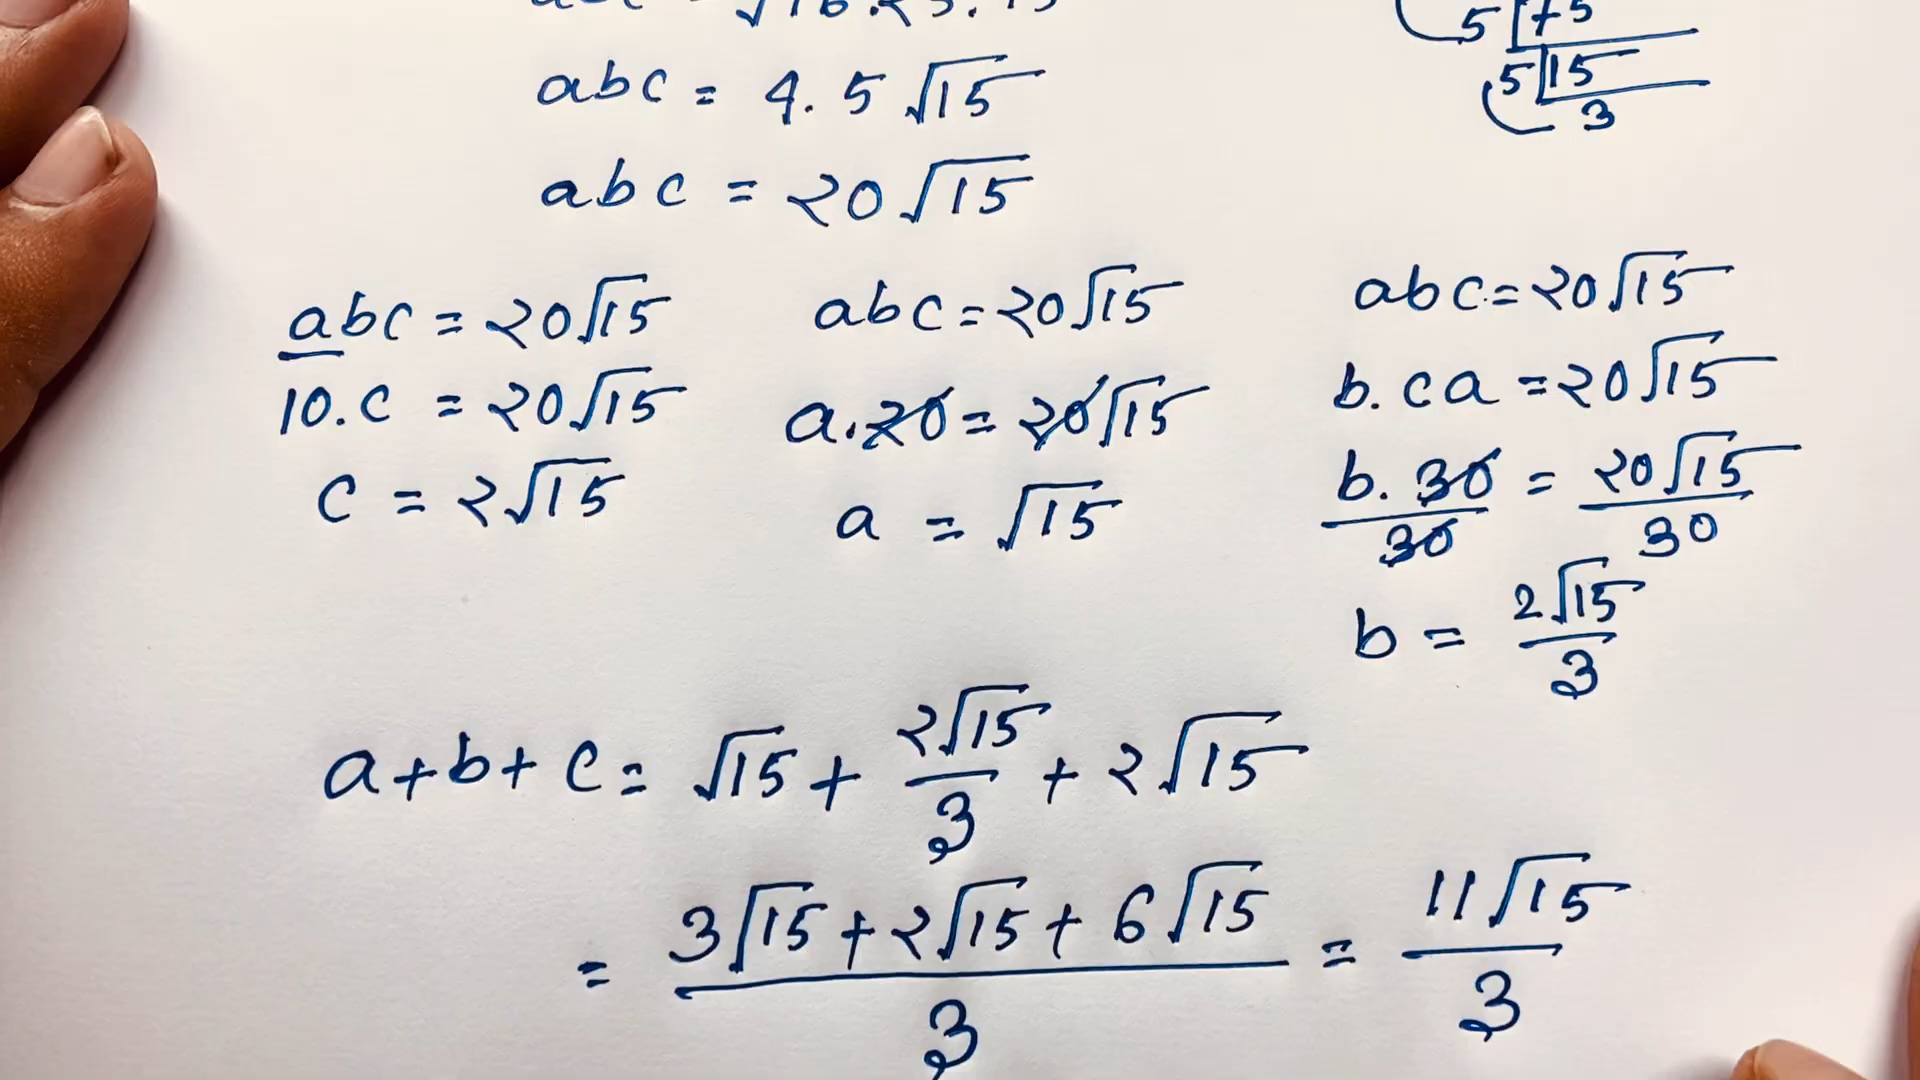 5 | 75
abc = 4. 5 √15
5 | 15
3
abc = 20 √15
abc = 20√15
10.c = 20√15
c = 2√15
abc = 20√15
a.20 = 20√15
a = √15
abc = 20√15
b. ca = 20√15
b. 30/30 = 20√15/30
b = 2√15/3
a+b+c = √15 + 2√15/3 + 2√15
= 3√15 + 2√15 + 6√15/3 = 11√15/3